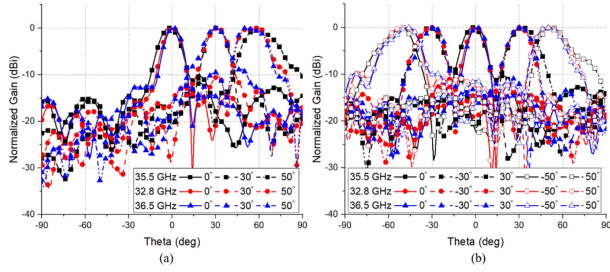 Normalized Gain (dBi)
0
-10
-20
-30
-40
35.5 GHz 0° -30° 50°
32.8 GHz 0° -30° 50°
36.5 GHz 0° -30° 50°
-90 -60 -30 0 30 60 90
Theta (deg)
(a)
Normalized Gain (dBi)
0
-10
-20
-30
-40
35.5 GHz 0° -30° 30° -50° 50°
32.8 GHz 0° -30° 30° -50° 50°
36.5 GHz 0° -30° 30° -50° 50°
-90 -60 -30 0 30 60 90
Theta (deg)
(b)